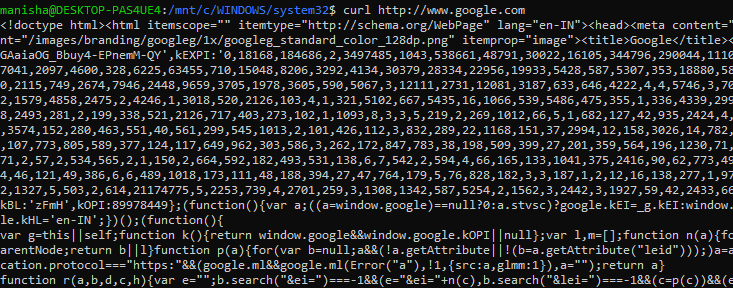 manisha@DESKTOP-PAS4UE4:/mnt/c/WINDOWS/system32$ curl http://www.google.com
<!doctype html><html itemscope="" itemtype="http://schema.org/WebPage" lang="en-IN"><head><meta content="
nt="/images/branding/googleg/1x/googleg_standard_color_128dp.png" itemprop="image"><title>Google</title><
GAaiaOG_Bbuy4-EPnemM-QY',kEXPI:'0,18168,184686,2,3497485,1043,538661,48791,30022,16105,344796,290044,1110
7041,2097,4600,328,6225,63455,710,15048,8206,3292,4134,30379,28334,22956,19933,5428,587,5307,353,18880,58
0,2115,749,2674,7946,2448,9659,3705,1978,3605,590,5067,3,12111,2731,12081,3187,633,646,4222,4,4,5746,3,70
2,1579,4858,2475,2,4246,1,3018,520,2126,103,4,1,321,5102,667,5435,16,1066,539,5486,475,355,1,336,4339,299
8,2493,281,2,199,338,521,2126,717,403,273,102,1,1093,8,3,3,5,219,2,269,1012,66,5,1,682,127,42,935,2424,4,
,3574,152,280,463,551,40,561,299,545,1013,2,101,426,112,3,832,289,22,1168,151,37,2994,12,158,3026,14,782,
,107,773,805,589,377,124,117,649,962,303,586,3,262,172,847,783,38,198,509,399,27,201,359,564,196,1230,71,
71,2,57,2,534,565,2,1,150,2,664,592,182,493,531,138,6,7,542,2,594,4,66,165,133,1041,375,2416,90,62,773,49
4,46,121,49,386,6,6,489,1018,173,111,48,188,394,27,47,764,179,5,76,828,182,3,3,187,1,2,12,16,138,277,1,97
2,1327,5,503,2,614,21174775,5,2253,739,4,2701,259,3,1308,1342,587,5254,2,1562,3,2442,3,1927,59,42,2433,66
kBL:'zFmH',kOPI:89978449};(function(){var a;((a=window.google)==null?0:a.stvsc)?google.kEI=_g.kEI:window.
le.kHL='en-IN';})();(function(){
var g=this||self;function k(){return window.google&&window.google.kOPI||null};var l,m=[];function n(a){fo
arentNode;return b||l}function p(a){for(var b=null;a&&(!a.getAttribute||!(b=a.getAttribute("leid")));)a=a
cation.protocol==="https:"&&(google.ml&&google.ml(Error("a"),!1,{src:a,glmm:1}),a="");return a}
function r(a,b,d,c,h){var e="";b.search("&ei=")===-1&&(e="&ei="+n(c),b.search("&lei=")===-1&&(c=p(c))&&(e